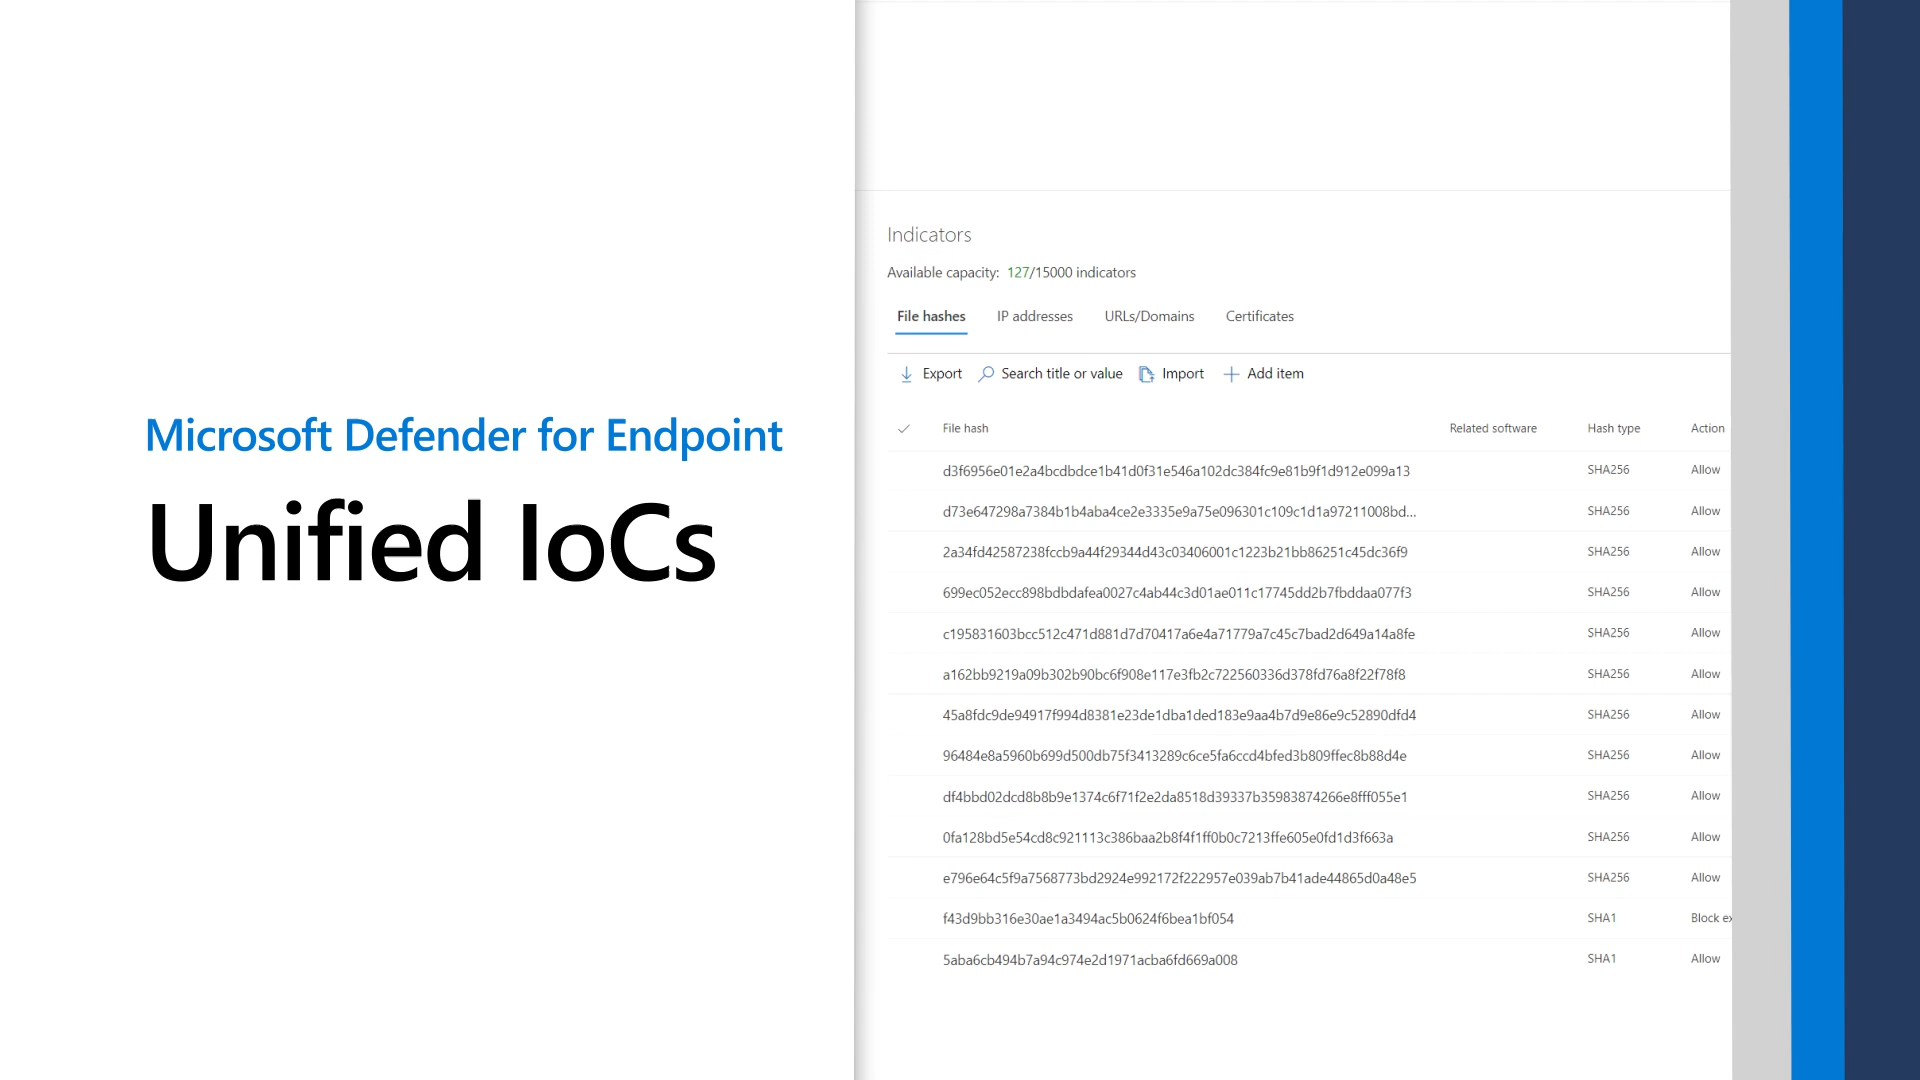 Microsoft Defender for Endpoint
Unified IoCs
Indicators
Available capacity: 127/15000 indicators
File hashes IP addresses URLs/Domains Certificates
Export Search title or value Import Add item
File hash Related software Hash type Action
d3f6956e01e2a4bcdbdce1b41d0f31e546a102dc384fc9e81b9f1d912e099a13 SHA256 Allow
d73e647298a7384b1b4aba4ce2e3335e9a75e096301c109c1d1a97211008bd... SHA256 Allow
2a34fd42587238fccb9a44f29344d43c03406001c1223b21bb86251c45dc36f9 SHA256 Allow
699ec052ecc898bdbdafea0027c4ab44c3d01ae011c17745dd2b7fbddaa077f3 SHA256 Allow
c195831603bcc512c471d881d7d70417a6e4a71779a7c45c7bad2d649a14a8fe SHA256 Allow
a162bb9219a09b302b90bc6f908e117e3fb2c722560336d378fd76a8f22f78f8 SHA256 Allow
45a8fdc9de94917f994d8381e23de1dba1ded183e9aa4b7d9e86e9c52890dfd4 SHA256 Allow
96484e8a5960b699d500db75f3413289c6ce5fa6ccd4bfed3b809ffec8b88d4e SHA256 Allow
df4bbd02dcd8b8b9e1374c6f71f2e2da8518d39337b35983874266e8fff055e1 SHA256 Allow
0fa128bd5e54cd8c921113c386baa2b8f4f1ff0b0c7213ffe605e0fd1d3f663a SHA256 Allow
e796e64c5f9a7568773bd2924e992172f222957e039ab7b41ade44865d0a48e5 SHA256 Allow
f43d9bb316e30ae1a3494ac5b0624f6bea1bf054 SHA1 Block ex
5aba6cb494b7a94c974e2d1971acba6fd669a008 SHA1 Allow